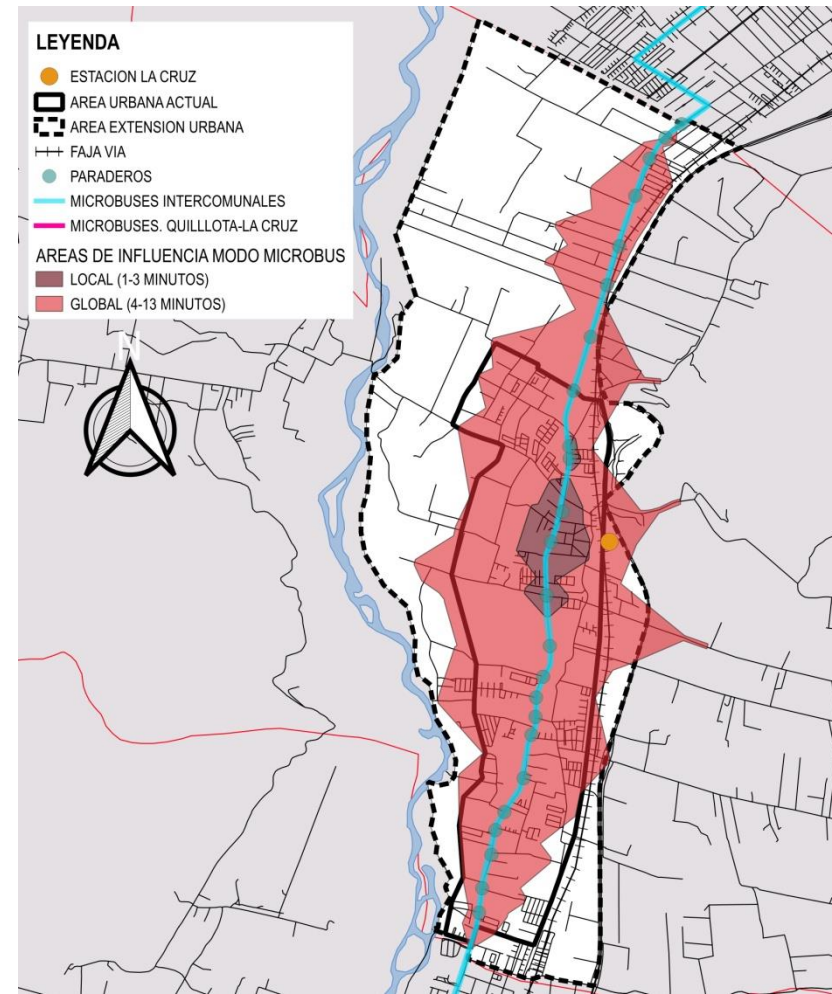 LEYENDA
ESTACION LA CRUZ
AREA URBANA ACTUAL
AREA EXTENSION URBANA
FAJA VIA
PARADEROS
MICROBUSES INTERCOMUNALES
MICROBUSES. QUILLLOTA-LA CRUZ
AREAS DE INFLUENCIA MODO MICROBUS
LOCAL (1-3 MINUTOS)
GLOBAL (4-13 MINUTOS)
N